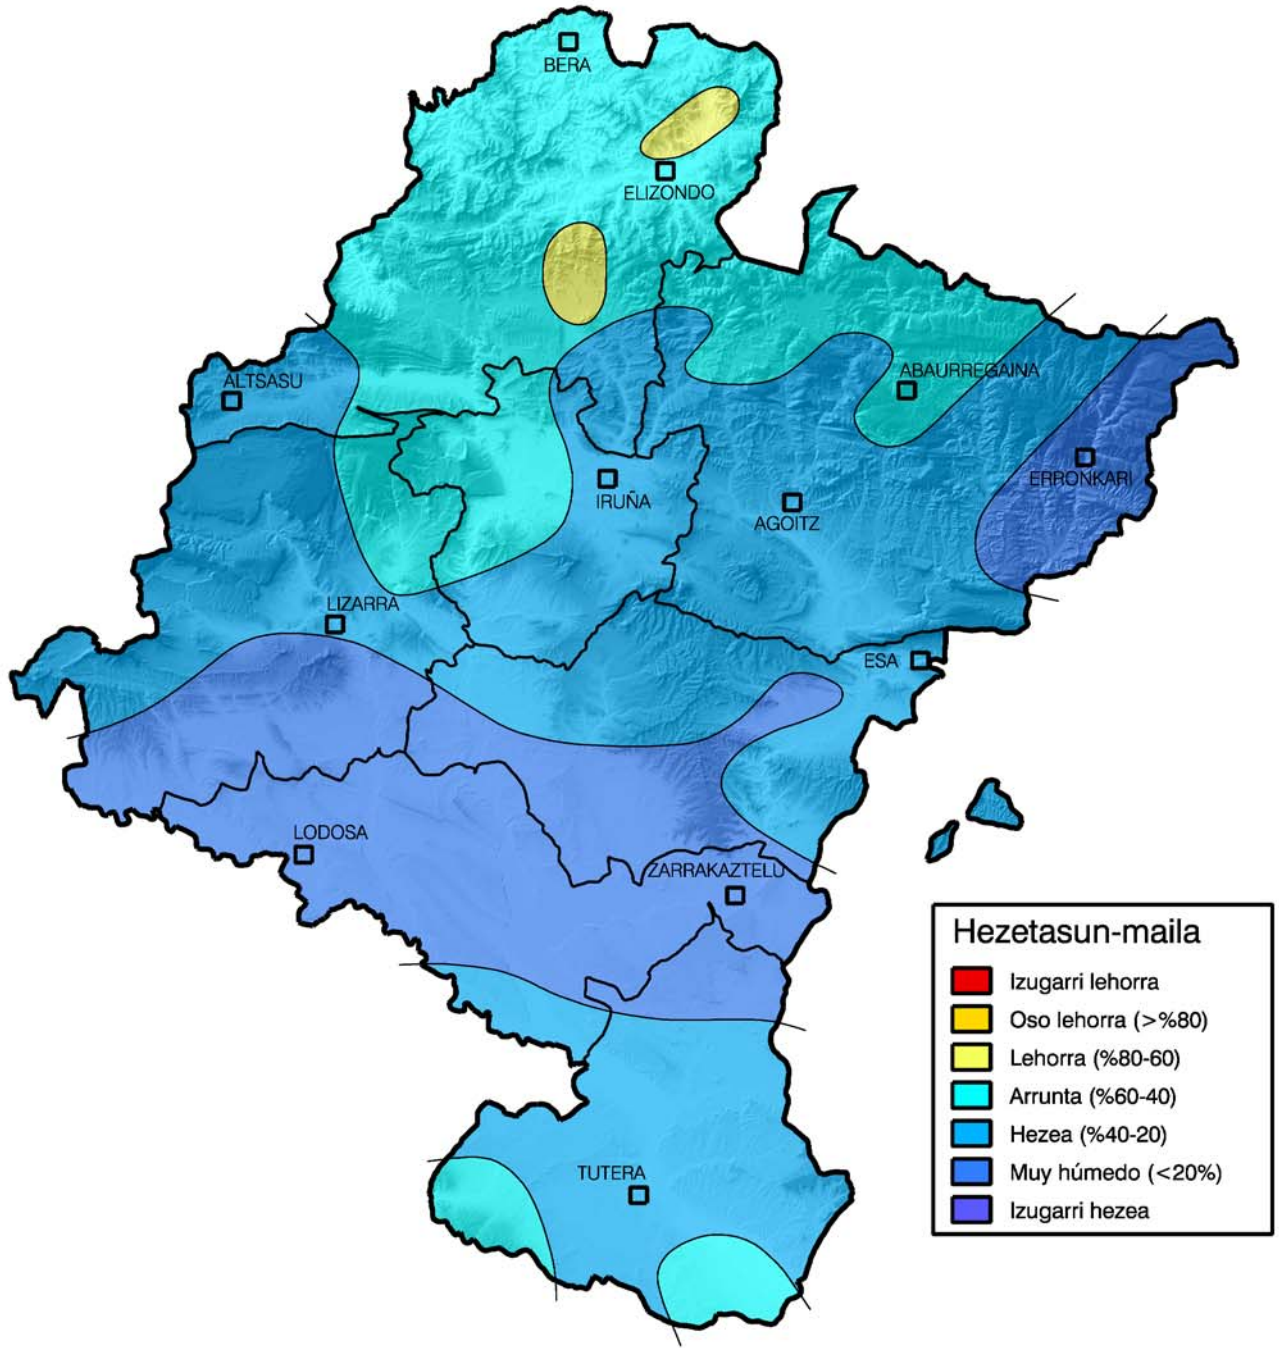 BERA
ELIZONDO
ALTSASU
ABAURREGAINA
ERRONKARI
IRUÑA
AGOITZ
LIZARRA
ESA
LODOSA
ZARRAKAZTELU
TUTERA
Hezetasun-maila
Izugarri lehorra
Oso lehorra (>%80)
Lehorra (%80-60)
Arrunta (%60-40)
Hezea (%40-20)
Muy húmedo (<20%)
Izugarri hezea